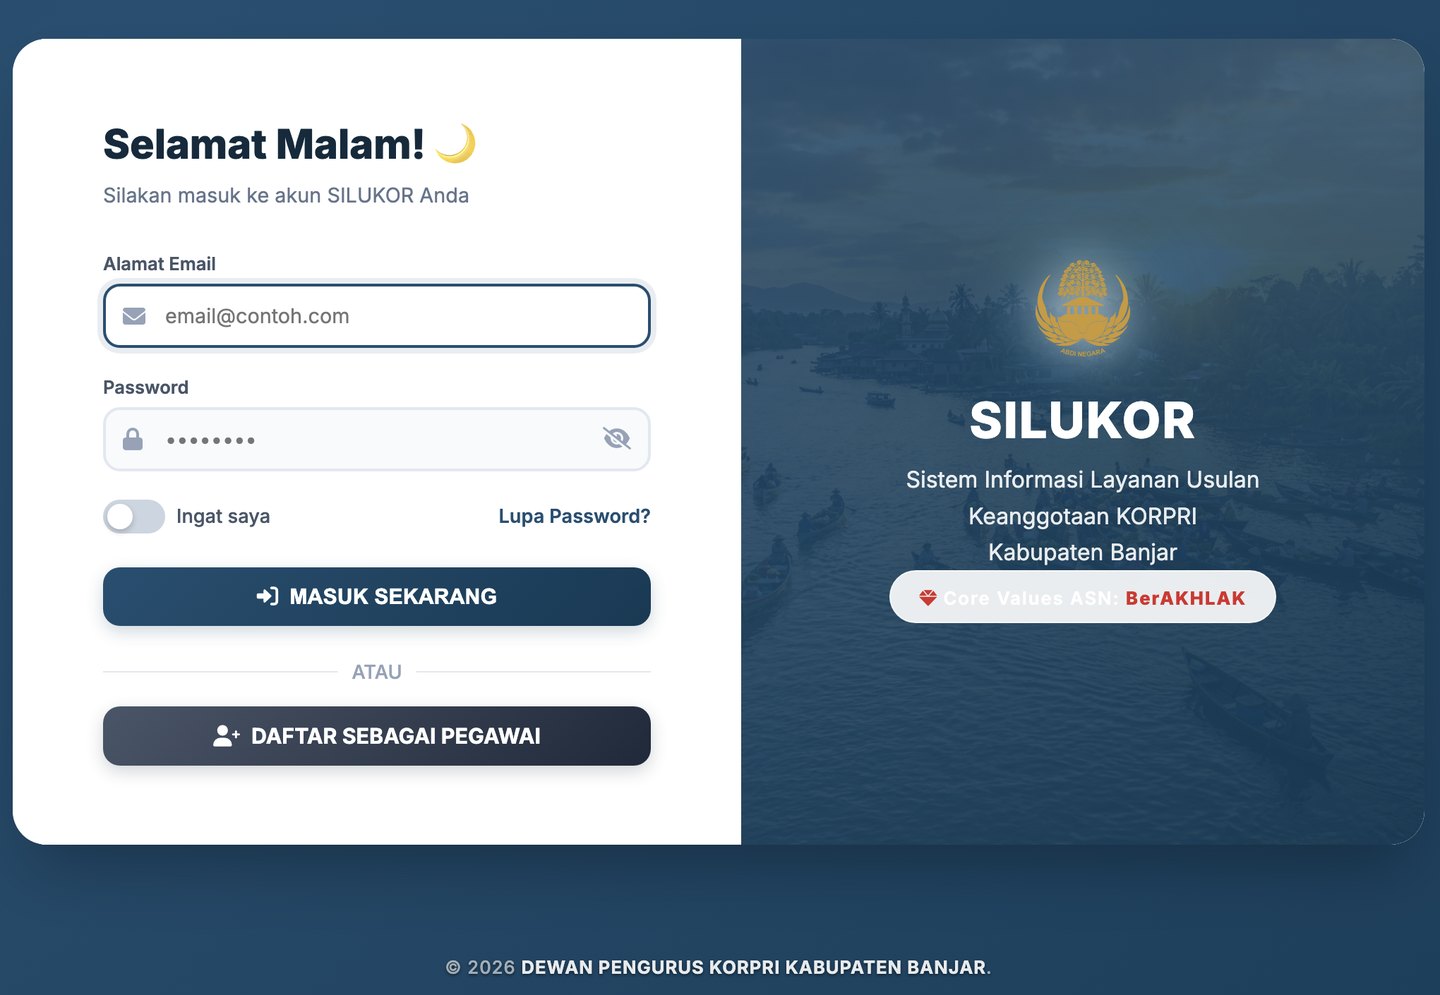 Selamat Malam! 🌙
Silakan masuk ke akun SILUKOR Anda
Alamat Email
email@contoh.com
Password
••••••••
Ingat saya
Lupa Password?
MASUK SEKARANG
ATAU
DAFTAR SEBAGAI PEGAWAI
ABDI NEGARA
SILUKOR
Sistem Informasi Layanan Usulan
Keanggotaan KORPRI
Kabupaten Banjar
Core Values ASN: BerAKHLAK
© 2026 DEWAN PENGURUS KORPRI KABUPATEN BANJAR.